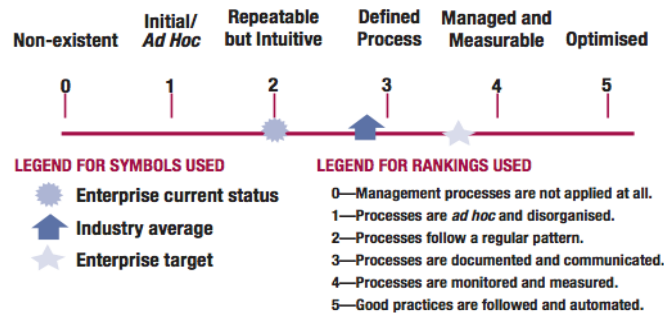 Non-existent
Initial/
Ad Hoc
Repeatable
but Intuitive
Defined
Process
Managed and
Measurable
Optimised
0 1 2 3 4 5
LEGEND FOR SYMBOLS USED
Enterprise current status
Industry average
Enterprise target
LEGEND FOR RANKINGS USED
0—Management processes are not applied at all.
1—Processes are ad hoc and disorganised.
2—Processes follow a regular pattern.
3—Processes are documented and communicated.
4—Processes are monitored and measured.
5—Good practices are followed and automated.